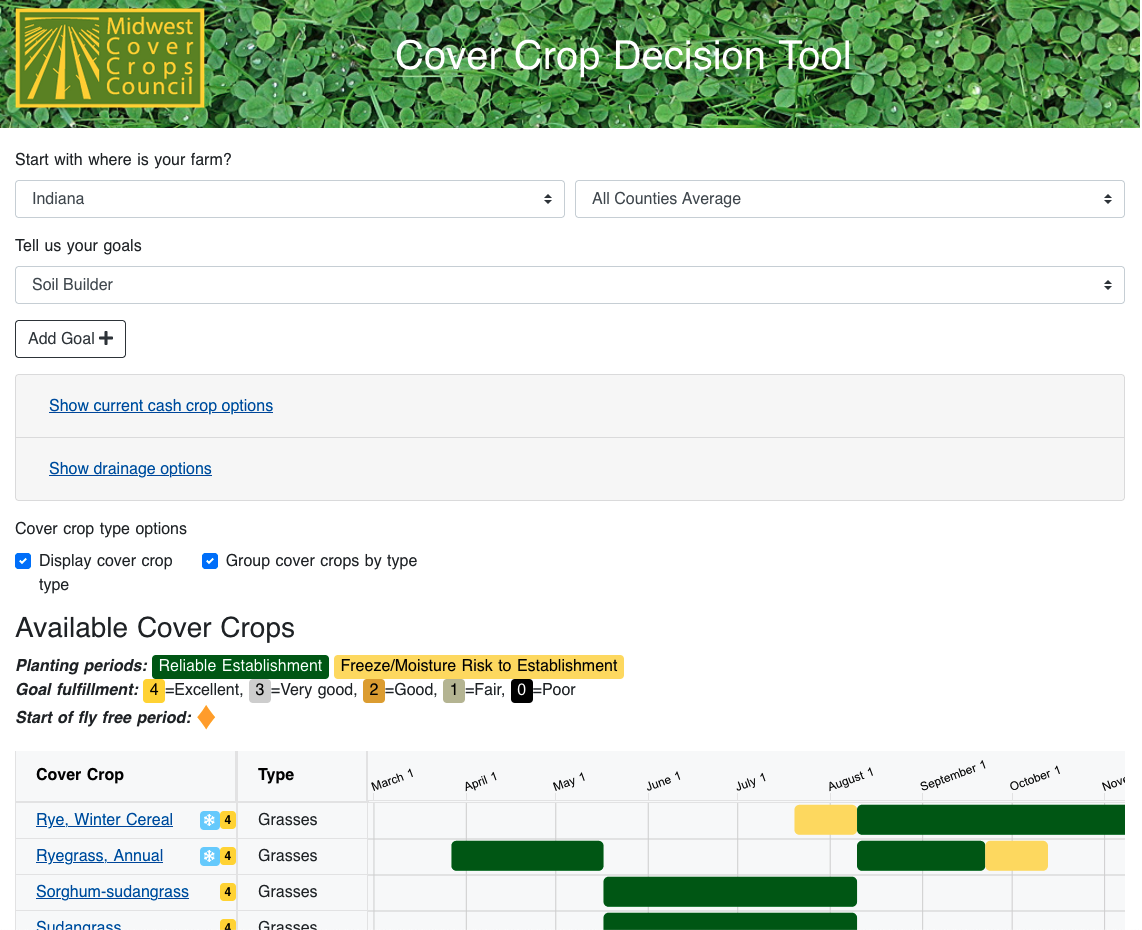 Midwest
Cover
Crops
Council
Cover Crop Decision Tool
Start with where is your farm?
Indiana
All Counties Average
Tell us your goals
Soil Builder
Add Goal
Show current cash crop options
Show drainage options
Cover crop type options
Display cover crop type
Group cover crops by type
Available Cover Crops
Planting periods: Reliable Establishment Freeze/Moisture Risk to Establishment
Goal fulfillment: 4=Excellent, 3=Very good, 2=Good, 1=Fair, 0=Poor
Start of fly free period:
Cover Crop Type March 1 April 1 May 1 June 1 July 1 August 1 September 1 October 1 Nov
Rye, Winter Cereal 4 Grasses
Ryegrass, Annual 4 Grasses
Sorghum-sudangrass 4 Grasses
Sudangrass 4 Grasses